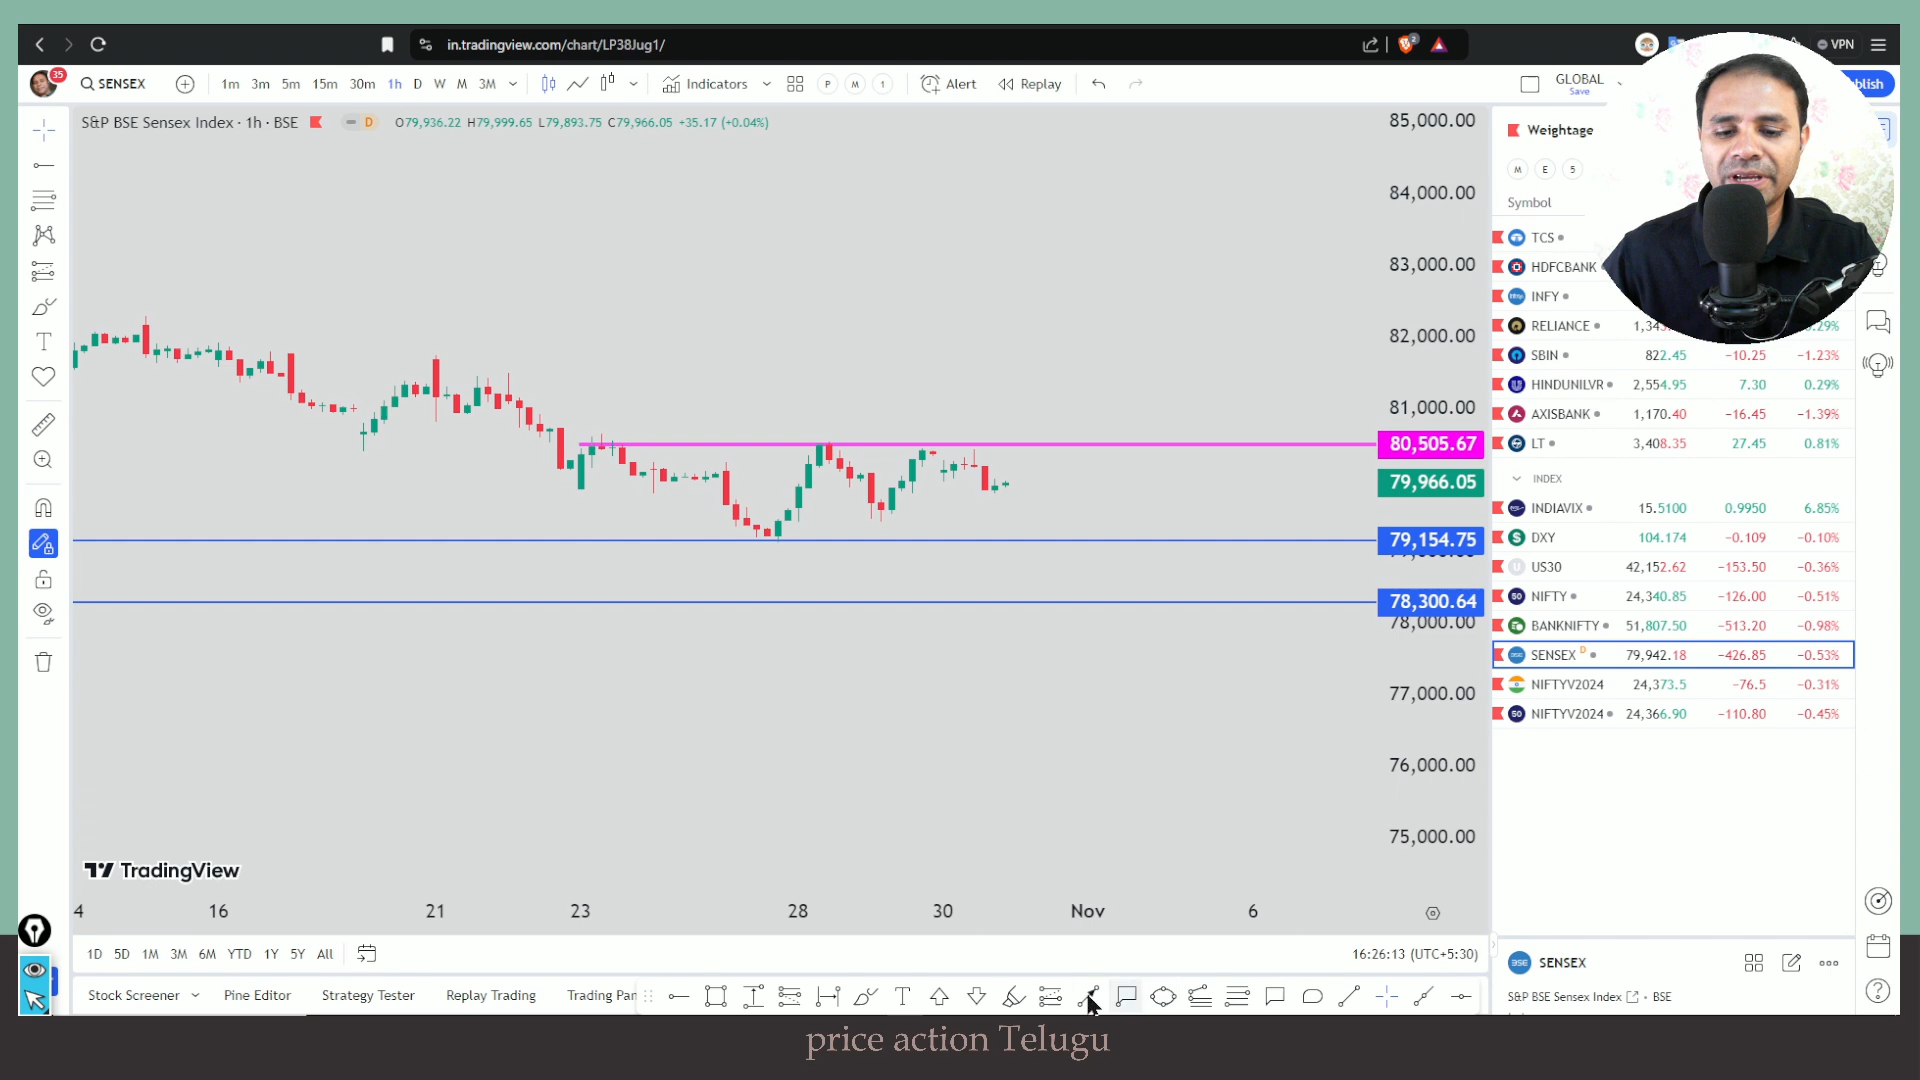 in.tradingview.com/chart/LP38Jug1/
2
VPN
35
SENSEX
1m 3m 5m 15m 30m 1h D W M 3M
Indicators
P M 1
Alert
Replay
GLOBAL
Save
blish
S&P BSE Sensex Index · 1h · BSE
D
O79,936.22 H79,999.65 L79,893.75 C79,966.05 +35.17 (+0.04%)
85,000.00
84,000.00
83,000.00
82,000.00
81,000.00
80,505.67
79,966.05
79,154.75
78,300.64
78,000.00
77,000.00
76,000.00
75,000.00
TradingView
4 16 21 23 28 30 Nov 6
1D 5D 1M 3M 6M YTD 1Y 5Y All
16:26:13 (UTC+5:30)
Stock Screener
Pine Editor
Strategy Tester
Replay Trading
Trading Pan
Weightage
M E 5
Symbol
TCS
HDFCBANK
INFY
RELIANCE 1,34 .29%
SBIN 822.45 −10.25 −1.23%
HINDUNILVR 2,554.95 7.30 0.29%
AXISBANK 1,170.40 −16.45 −1.39%
LT 3,408.35 27.45 0.81%
INDEX
INDIAVIX 15.5100 0.9950 6.85%
DXY 104.174 −0.109 −0.10%
US30 42,152.62 −153.50 −0.36%
NIFTY 24,340.85 −126.00 −0.51%
BANKNIFTY 51,807.50 −513.20 −0.98%
SENSEX D 79,942.18 −426.85 −0.53%
NIFTYV2024 24,373.5 −76.5 −0.31%
NIFTYV2024 24,366.90 −110.80 −0.45%
SENSEX
S&P BSE Sensex Index · BSE
price action Telugu